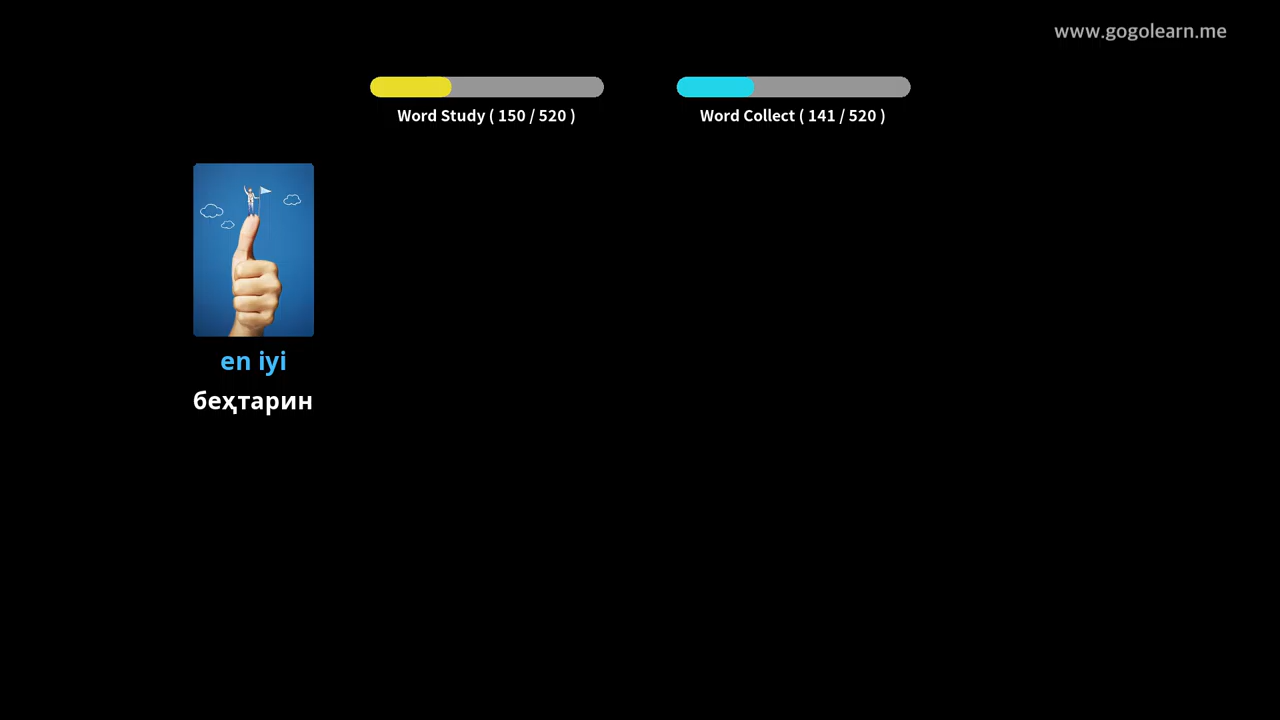 www.gogolearn.me
Word Study ( 150 / 520 )
Word Collect ( 141 / 520 )
en iyi
беҳтарин